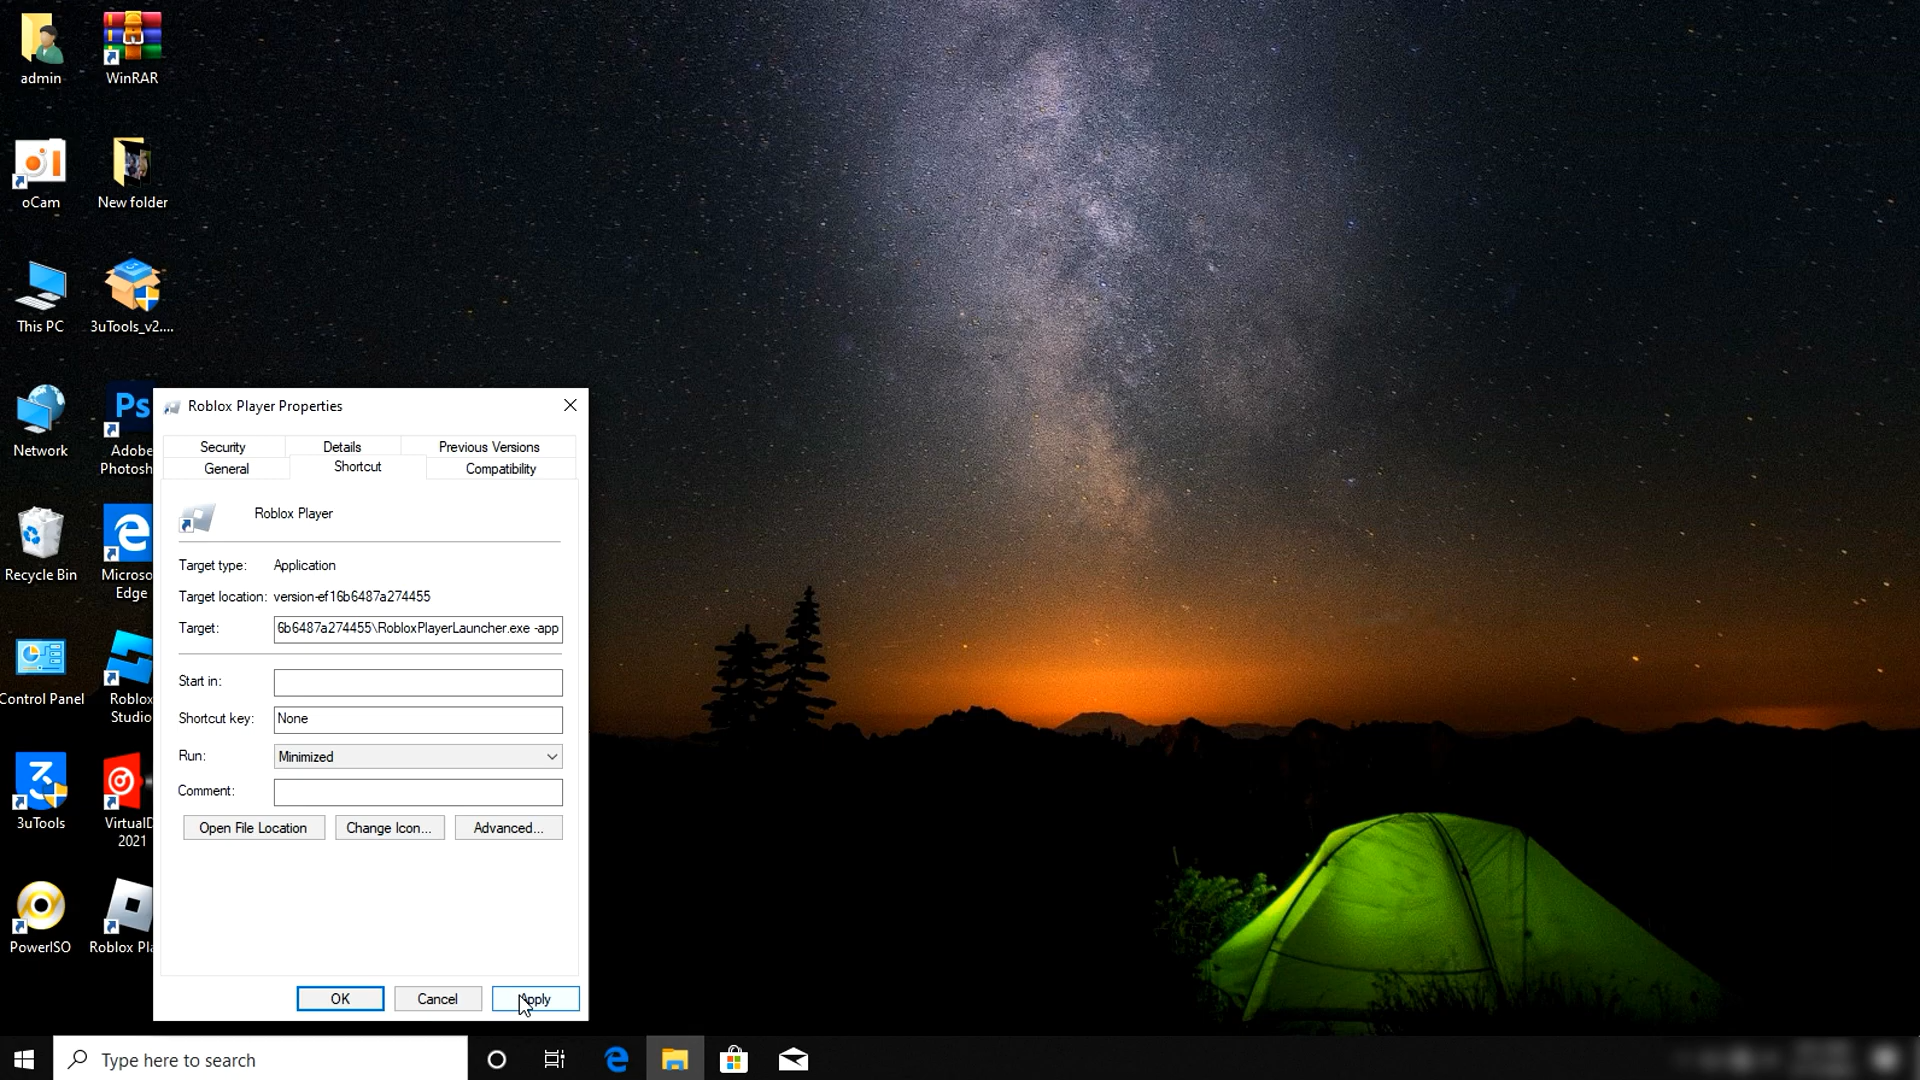 admin
WinRAR
oCam
New folder
This PC
3uTools_v2....
Network
Ps
Adobe
Photosh
Recycle Bin
Microso
Edge
Control Panel
Roblox
Studio
3uTools
VirtualD
2021
PowerISO
Roblox Pla
Roblox Player Properties
Security
Details
Previous Versions
General
Shortcut
Compatibility
Roblox Player
Target type:
Application
Target location:
version-ef16b6487a274455
Target:
6b6487a274455\RobloxPlayerLauncher.exe -app
Start in:
Shortcut key:
None
Run:
Minimized
Comment:
Open File Location
Change Icon...
Advanced...
OK
Cancel
Apply
Type here to search